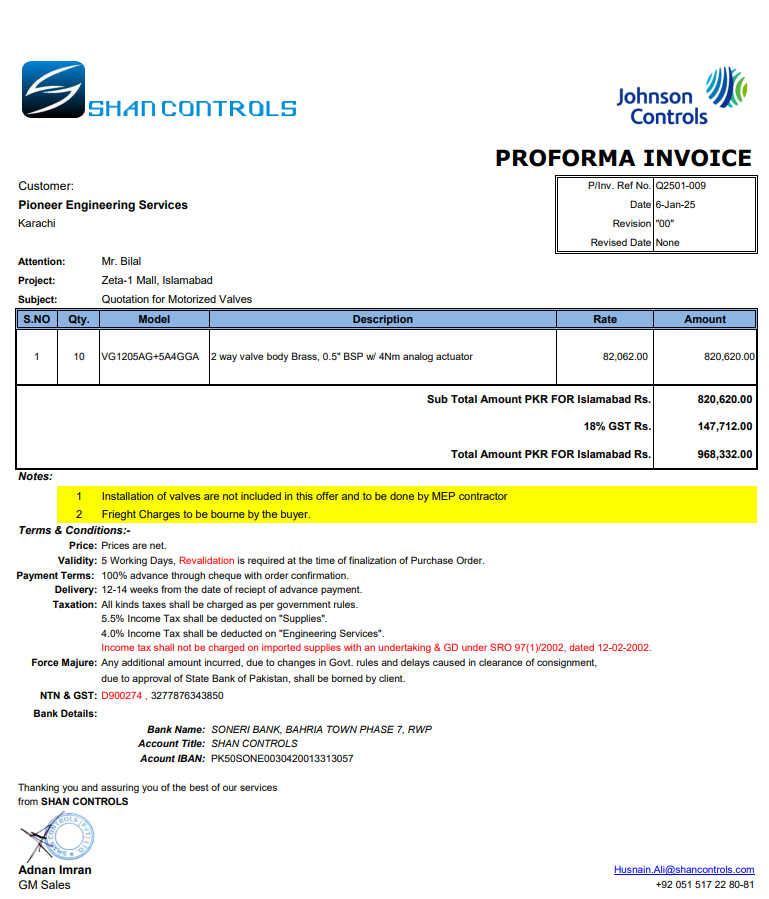 SHAN CONTROLS
Johnson
Controls
PROFORMA INVOICE
Customer:
Pioneer Engineering Services
Karachi
P/Inv. Ref No. Q2501-009
Date 6-Jan-25
Revision "00"
Revised Date None
Attention: Mr. Bilal
Project: Zeta-1 Mall, Islamabad
Subject: Quotation for Motorized Valves
S.NO Qty. Model Description Rate Amount
1 10 VG1205AG+5A4GGA 2 way valve body Brass, 0.5" BSP w/ 4Nm analog actuator 82,062.00 820,620.00
Sub Total Amount PKR FOR Islamabad Rs. 820,620.00
18% GST Rs. 147,712.00
Total Amount PKR FOR Islamabad Rs. 968,332.00
Notes:
1 Installation of valves are not included in this offer and to be done by MEP contractor
2 Frieght Charges to be bourne by the buyer.
Terms & Conditions:-
Price: Prices are net.
Validity: 5 Working Days, Revalidation is required at the time of finalization of Purchase Order.
Payment Terms: 100% advance through cheque with order confirmation.
Delivery: 12-14 weeks from the date of reciept of advance payment.
Taxation: All kinds taxes shall be charged as per government rules.
5.5% Income Tax shall be deducted on "Supplies".
4.0% Income Tax shall be deducted on "Engineering Services".
Income tax shall not be charged on imported supplies with an undertaking & GD under SRO 97(1)/2002, dated 12-02-2002.
Force Majure: Any additional amount incurred, due to changes in Govt. rules and delays caused in clearance of consignment,
due to approval of State Bank of Pakistan, shall be borned by client.
NTN & GST: D900274 , 3277876343850
Bank Details:
Bank Name: SONERI BANK, BAHRIA TOWN PHASE 7, RWP
Account Title: SHAN CONTROLS
Acount IBAN: PK50SONE0030420013313057
Thanking you and assuring you of the best of our services
from SHAN CONTROLS
SHAN CONTROLS (PVT) LTD.
Adnan Imran
GM Sales
Husnain.Ali@shancontrols.com
+92 051 517 22 80-81